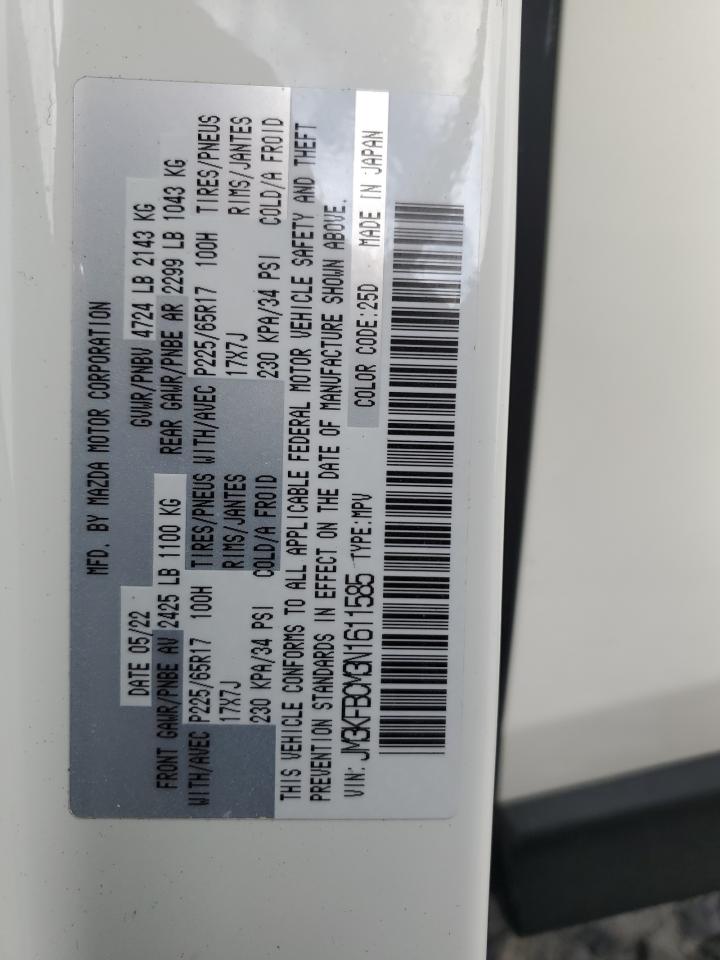 MFD. BY MAZDA MOTOR CORPORATION
DATE 05/22 GVWR/PNBV 4724 LB 2143 KG
FRONT GAWR/PNBE AV 2425 LB 1100 KG REAR GAWR/PNBE AR 2299 LB 1043 KG
WITH/AVEC P225/65R17 100H TIRES/PNEUS WITH/AVEC P225/65R17 100H TIRES/PNEUS
17X7J RIMS/JANTES 17X7J RIMS/JANTES
230 KPA/34 PSI COLD/A FROID 230 KPA/34 PSI COLD/A FROID
THIS VEHICLE CONFORMS TO ALL APPLICABLE FEDERAL MOTOR VEHICLE SAFETY AND THEFT
PREVENTION STANDARDS IN EFFECT ON THE DATE OF MANUFACTURE SHOWN ABOVE.
VIN: JM3KFBCM3N1611585 TYPE:MPV COLOR CODE:25D MADE IN JAPAN